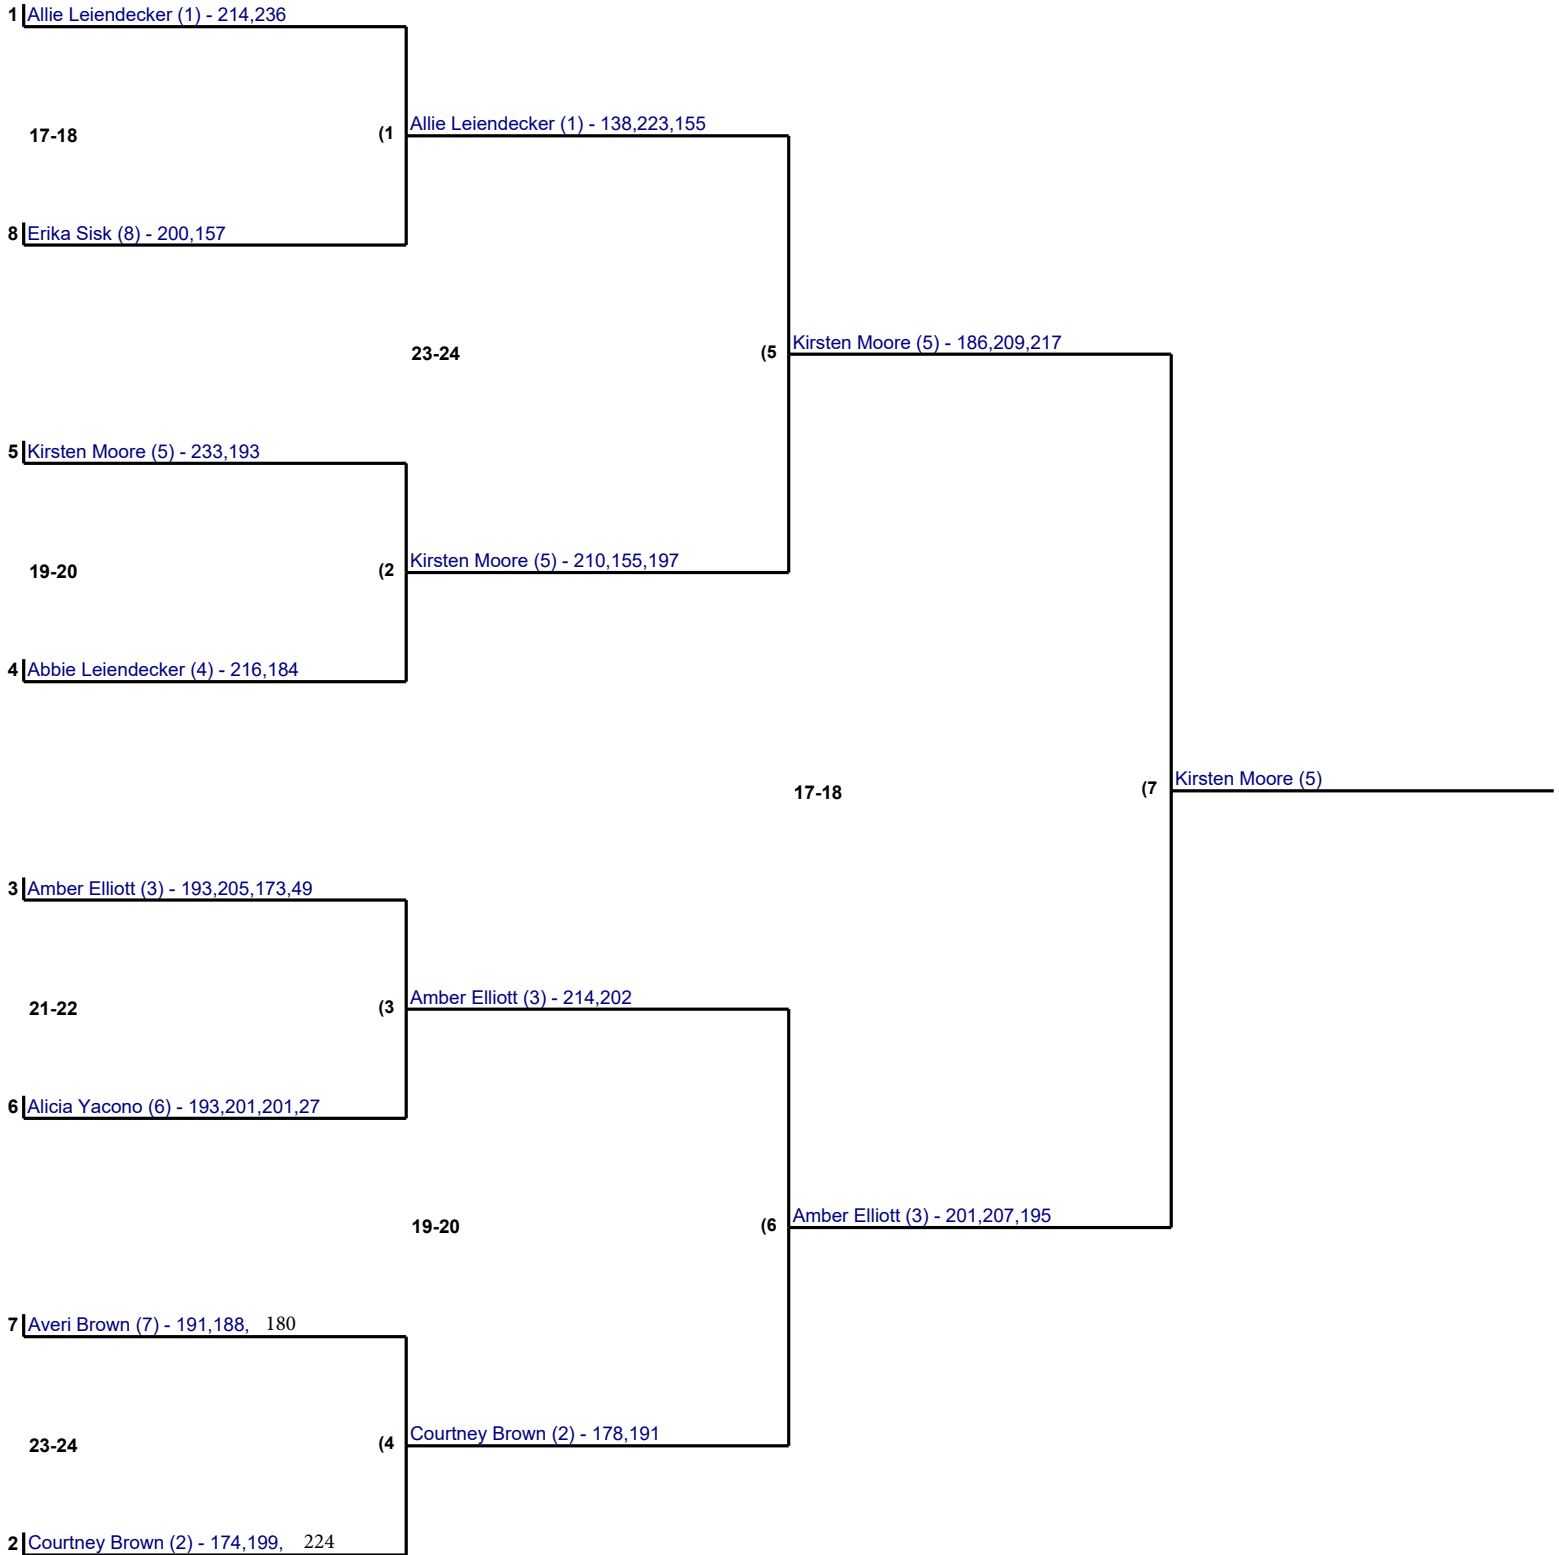 1 Allie Leiendecker (1) - 214,236
17-18 (1 Allie Leiendecker (1) - 138,223,155
8 Erika Sisk (8) - 200,157
23-24 (5 Kirsten Moore (5) - 186,209,217
5 Kirsten Moore (5) - 233,193
19-20 (2 Kirsten Moore (5) - 210,155,197
4 Abbie Leiendecker (4) - 216,184
17-18 (7 Kirsten Moore (5)
3 Amber Elliott (3) - 193,205,173,49
21-22 (3 Amber Elliott (3) - 214,202
6 Alicia Yacono (6) - 193,201,201,27
19-20 (6 Amber Elliott (3) - 201,207,195
7 Averi Brown (7) - 191,188, 180
23-24 (4 Courtney Brown (2) - 178,191
2 Courtney Brown (2) - 174,199, 224